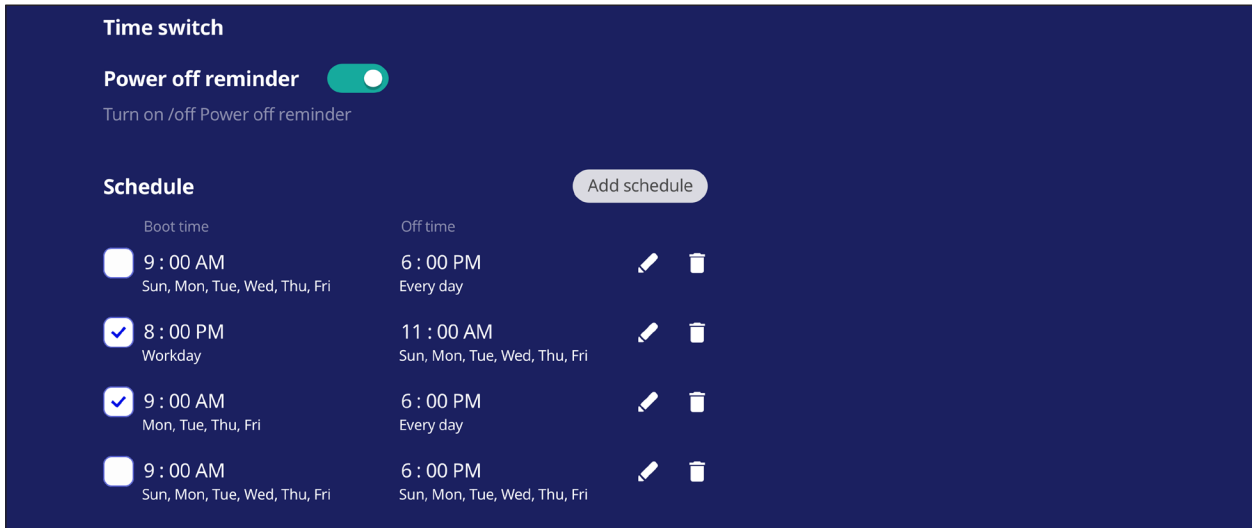 Time switch
Power off reminder
Turn on /off Power off reminder
Schedule Add schedule
Boot time Off time
9 : 00 AM 6 : 00 PM
Sun, Mon, Tue, Wed, Thu, Fri Every day
8 : 00 PM 11 : 00 AM
Workday Sun, Mon, Tue, Wed, Thu, Fri
9 : 00 AM 6 : 00 PM
Mon, Tue, Thu, Fri Every day
9 : 00 AM 6 : 00 PM
Sun, Mon, Tue, Wed, Thu, Fri Sun, Mon, Tue, Wed, Thu, Fri